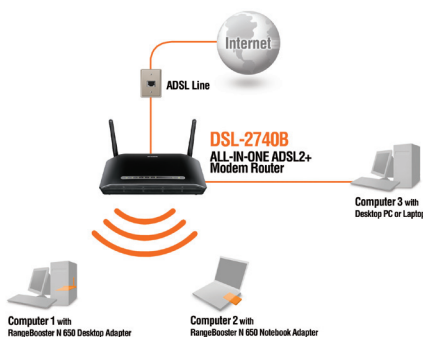 Internet
ADSL Line
DSL-2740B
ALL-IN-ONE ADSL2+
Modem Router
Computer 3 with
Desktop PC or Laptop
Computer 1 with
RangeBooster N 650 Desktop Adapter
Computer 2 with
RangeBooster N 650 Notebook Adapter